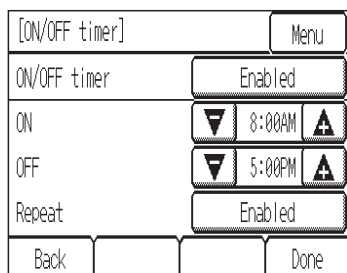 [ON/OFF timer] Menu
ON/OFF timer Enabled
ON 8:00AM
OFF 5:00PM
Repeat Enabled
Back Done